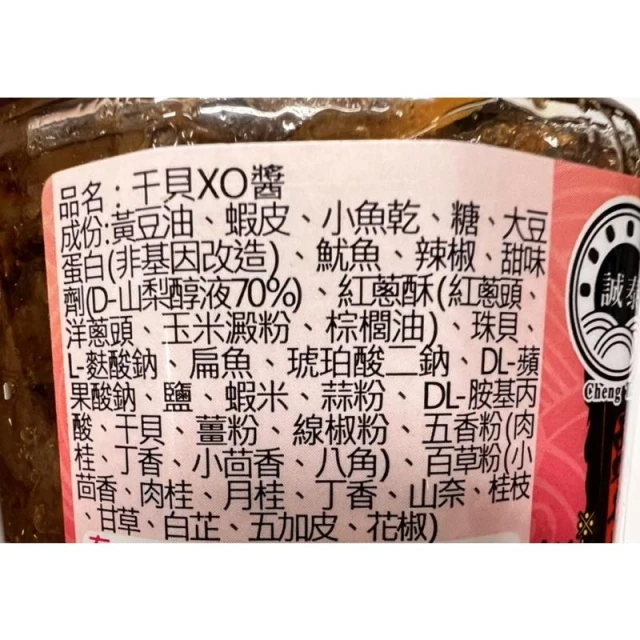 品名：干貝XO醬
成份:黃豆油、蝦皮、小魚乾、糖、大豆
蛋白(非基因改造)、魷魚、辣椒、甜味
劑(D-山梨醇液70%)、紅蔥酥(紅蔥頭、
洋蔥頭、玉米澱粉、棕櫚油)、珠貝、
L-麩酸鈉、扁魚、琥珀酸二鈉、DL-蘋
果酸鈉、鹽、蝦米、蒜粉、DL-胺基丙
酸、干貝、薑粉、線椒粉、五香粉(肉
桂、丁香、小茴香、八角)、百草粉(小
茴香、肉桂、月桂、丁香、山奈、桂枝
、甘草、白芷、五加皮、花椒)
誠泰
Cheng